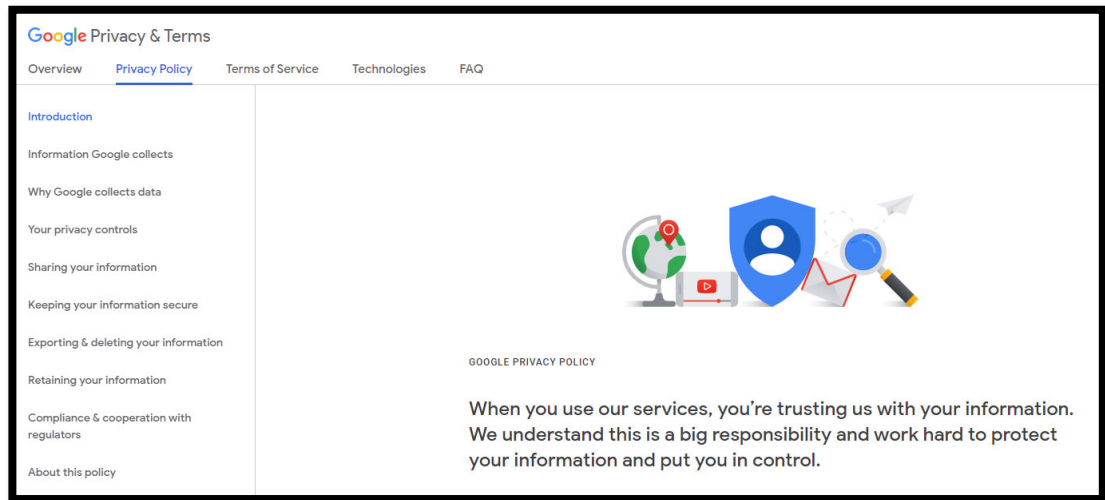 Google Privacy & Terms
Overview Privacy Policy Terms of Service Technologies FAQ
Introduction
Information Google collects
Why Google collects data
Your privacy controls
Sharing your information
Keeping your information secure
Exporting & deleting your information
Retaining your information
Compliance & cooperation with
regulators
About this policy
GOOGLE PRIVACY POLICY
When you use our services, you’re trusting us with your information.
We understand this is a big responsibility and work hard to protect
your information and put you in control.